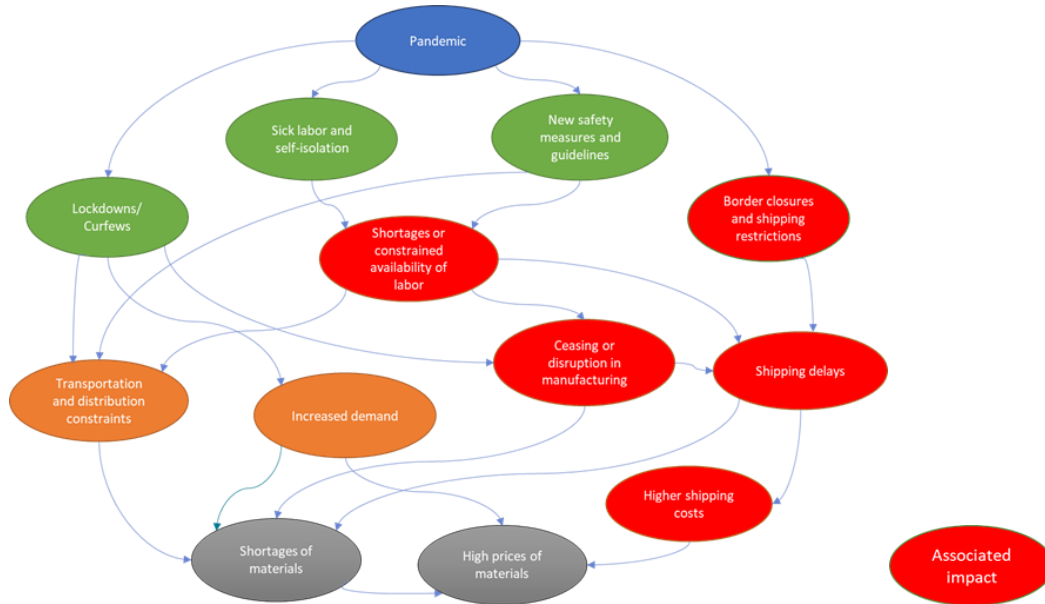 Pandemic
Sick labor and
self-isolation
New safety
measures and
guidelines
Lockdowns/
Curfews
Border closures
and shipping
restrictions
Shortages or
constrained
availability of
labor
Ceasing or
disruption in
manufacturing
Shipping delays
Transportation
and distribution
constraints
Increased demand
Higher shipping
costs
Shortages of
materials
High prices of
materials
Associated
impact